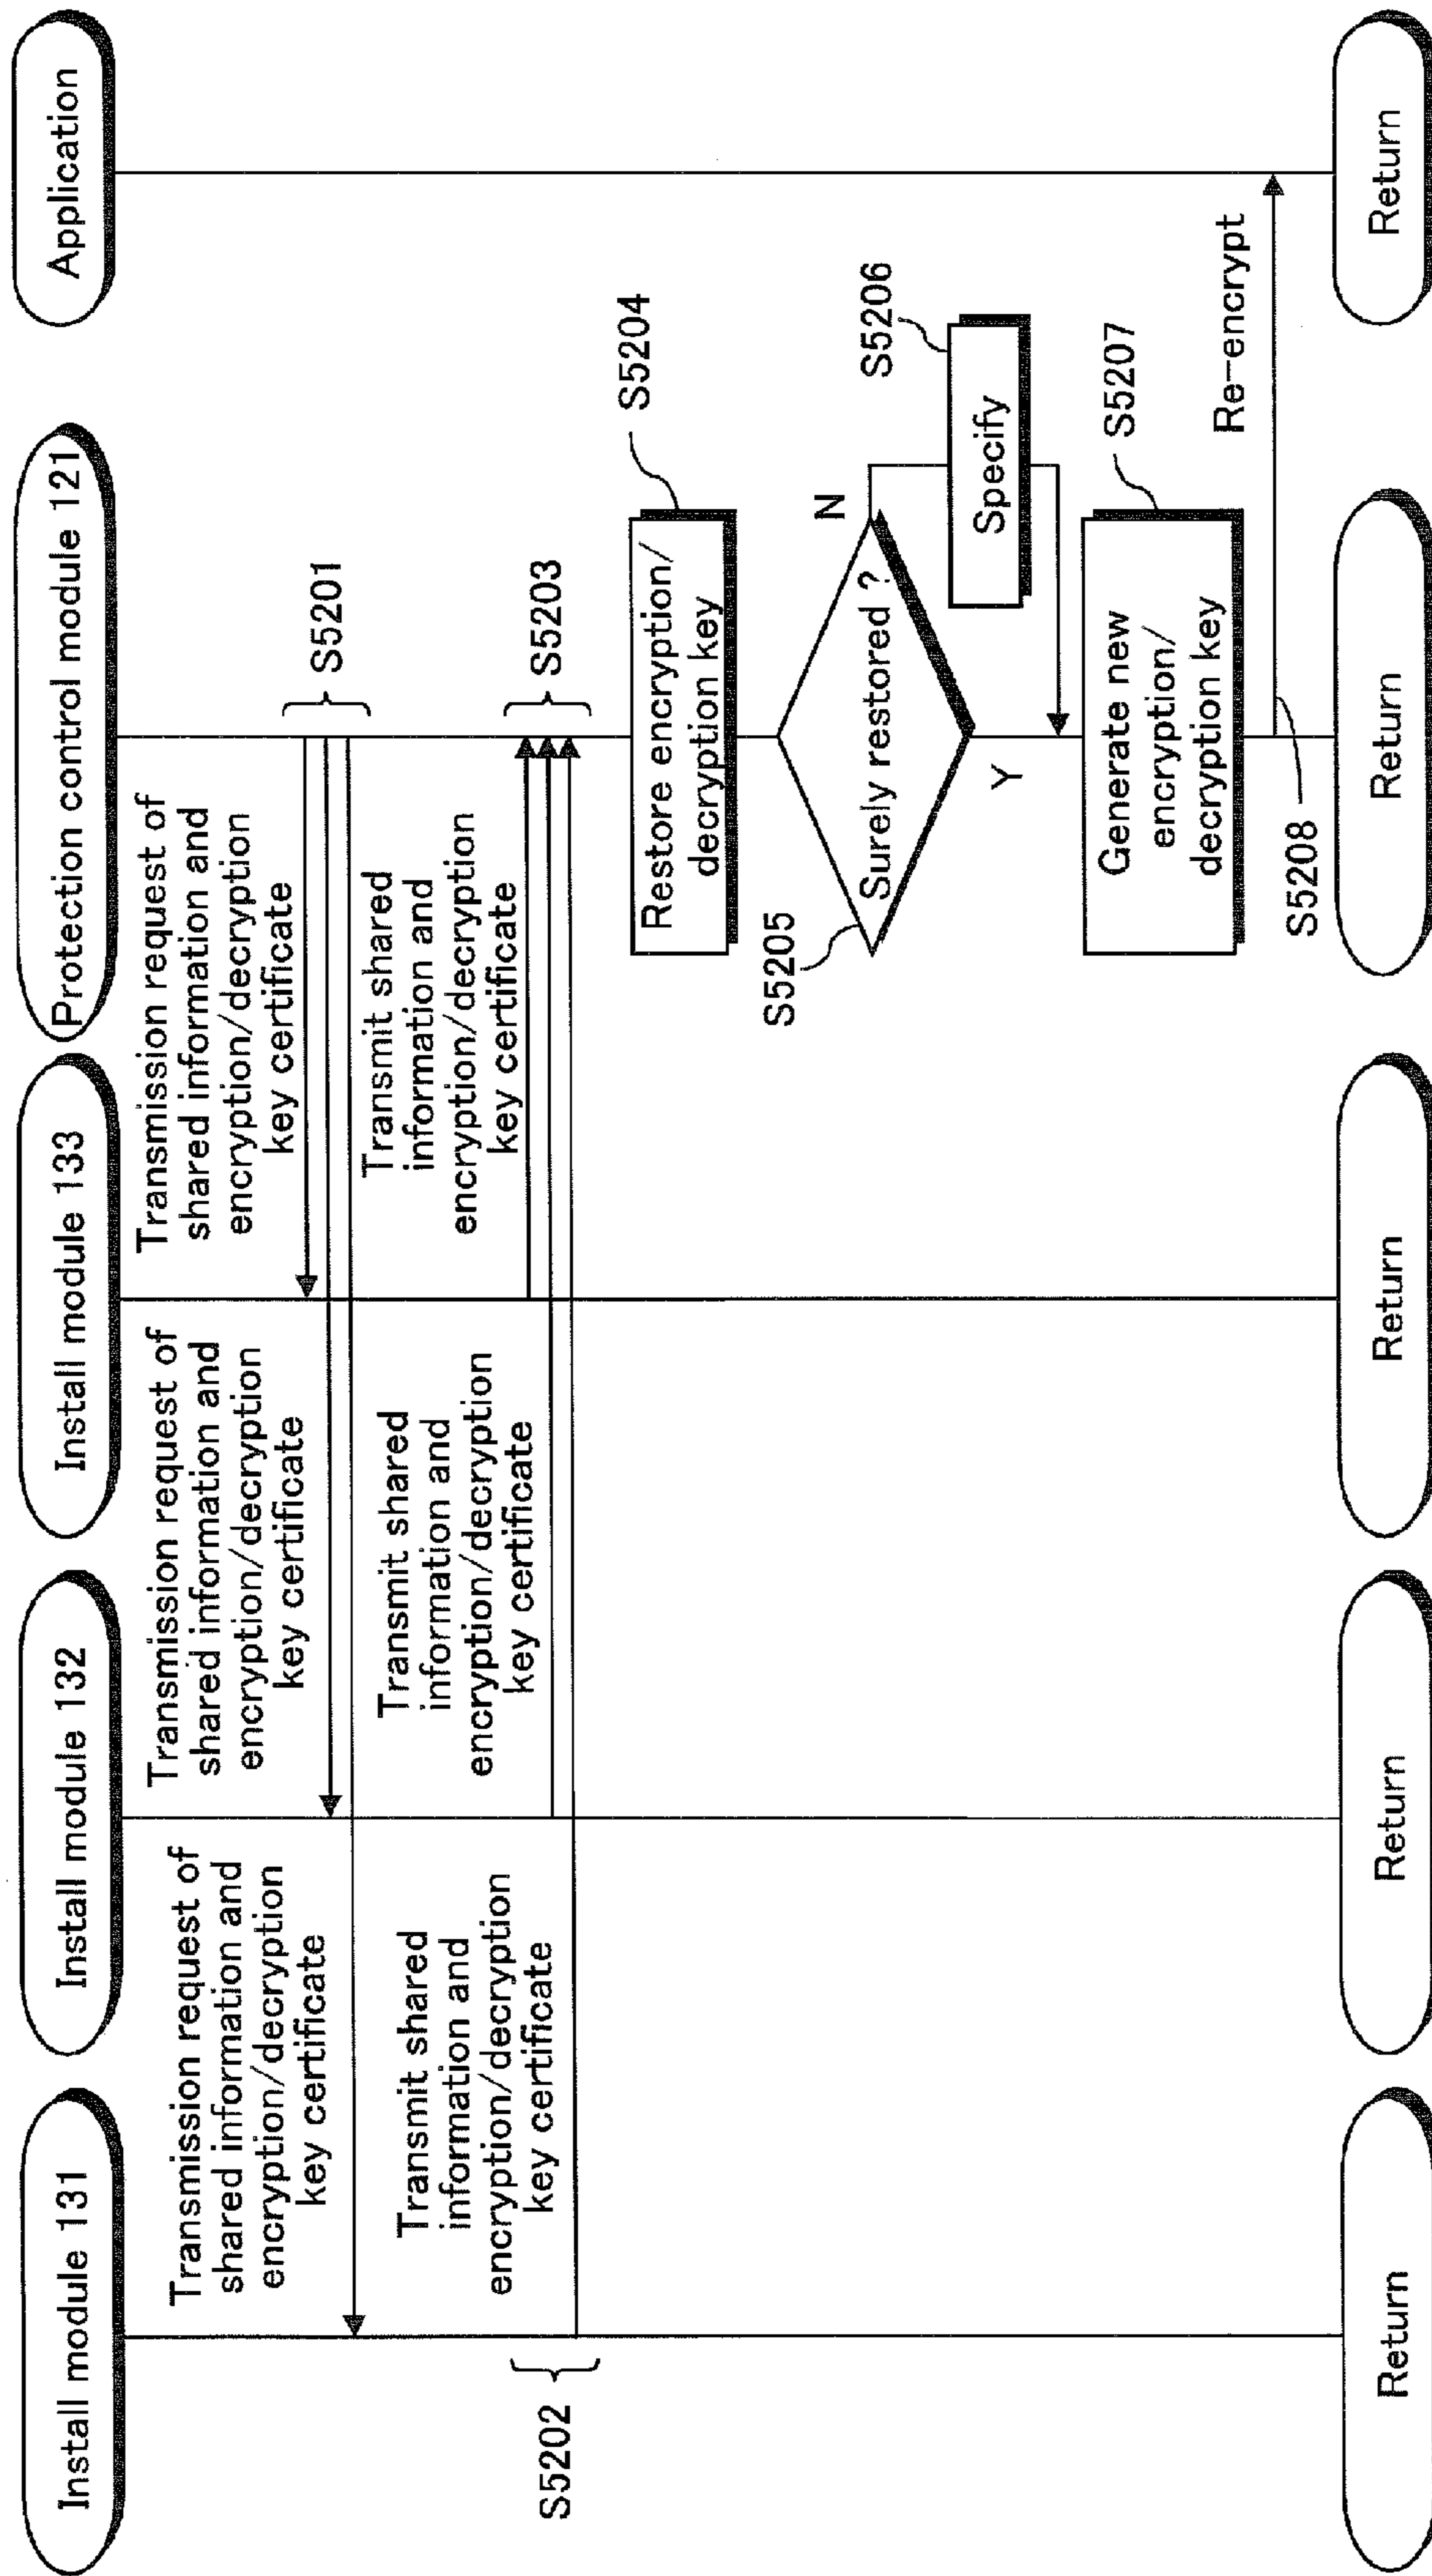 Install module 131
Install module 132
Install module 133
Protection control module 121
Application
Transmission request of
shared information and
encryption/decryption
key certificate
Transmission request of
shared information and
encryption/decryption
key certificate
Transmission request of
shared information and
encryption/decryption
key certificate
S5201
Transmit shared
information and
encryption/decryption
key certificate
Transmit shared
information and
encryption/decryption
key certificate
Transmit shared
information and
encryption/decryption
key certificate
S5202
S5203
Restore encryption/
decryption key
S5204
S5205
Surely restored ?
N
Y
Specify
S5206
Generate new
encryption/
decryption key
S5207
S5208
Re-encrypt
Return
Return
Return
Return
Return